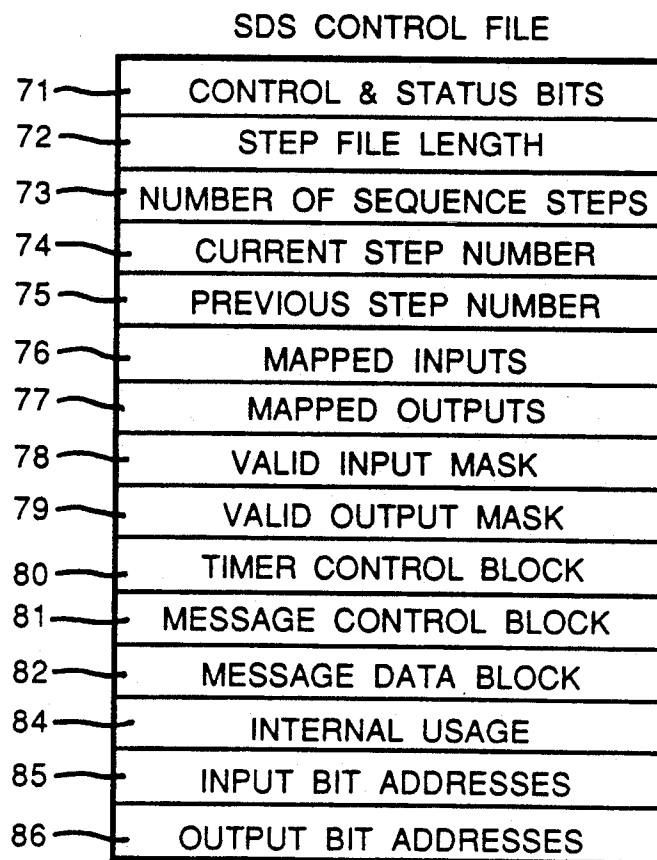 SDS CONTROL FILE
71 CONTROL & STATUS BITS
72 STEP FILE LENGTH
73 NUMBER OF SEQUENCE STEPS
74 CURRENT STEP NUMBER
75 PREVIOUS STEP NUMBER
76 MAPPED INPUTS
77 MAPPED OUTPUTS
78 VALID INPUT MASK
79 VALID OUTPUT MASK
80 TIMER CONTROL BLOCK
81 MESSAGE CONTROL BLOCK
82 MESSAGE DATA BLOCK
84 INTERNAL USAGE
85 INPUT BIT ADDRESSES
86 OUTPUT BIT ADDRESSES